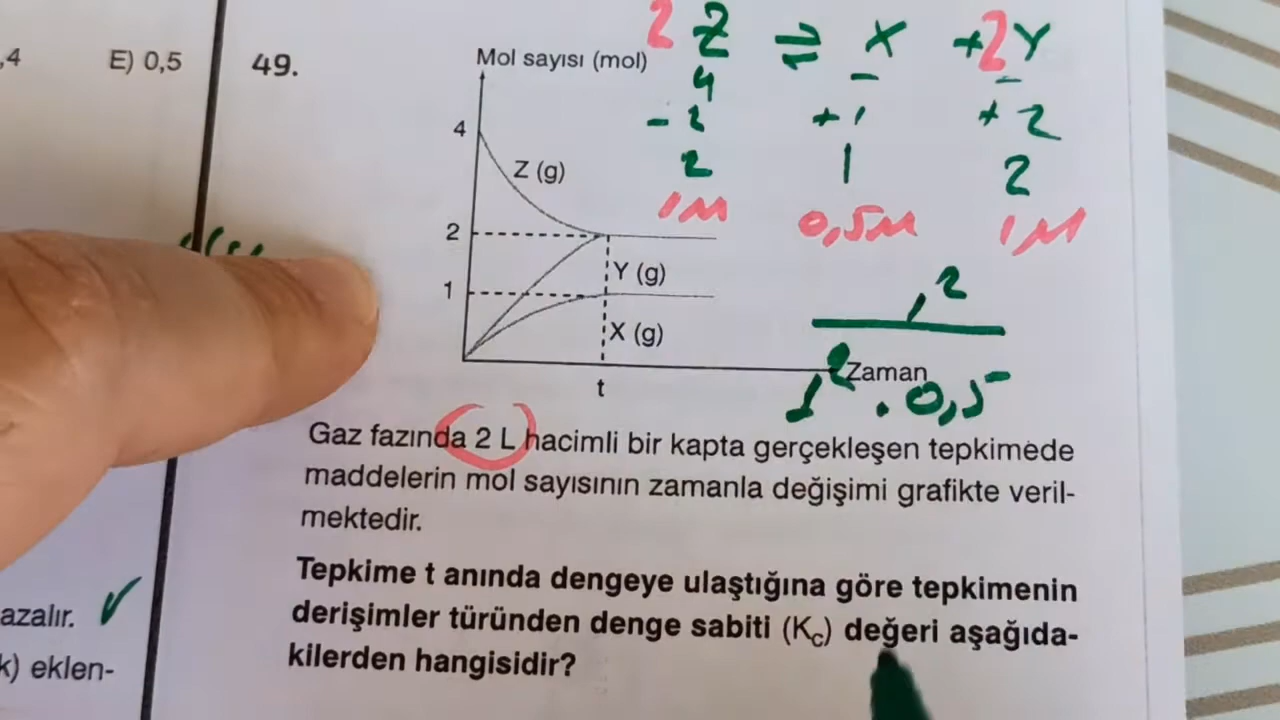 ,4
E) 0,5
49.
2 Z ⇌ X + 2Y
4 - -
- 2 + 1 + 2
2 1 2
1M 0,5M 1M
Mol sayısı (mol)
4
Z (g)
2
Y (g)
1
X (g)
t
Zaman
1²
1² . 0,5
Gaz fazında 2 L hacimli bir kapta gerçekleşen tepkimede
maddelerin mol sayısının zamanla değişimi grafikte veril-
mektedir.
Tepkime t anında dengeye ulaştığına göre tepkimenin
derişimler türünden denge sabiti (Kc) değeri aşağıda-
kilerden hangisidir?
azalır. ✓
k) eklen-